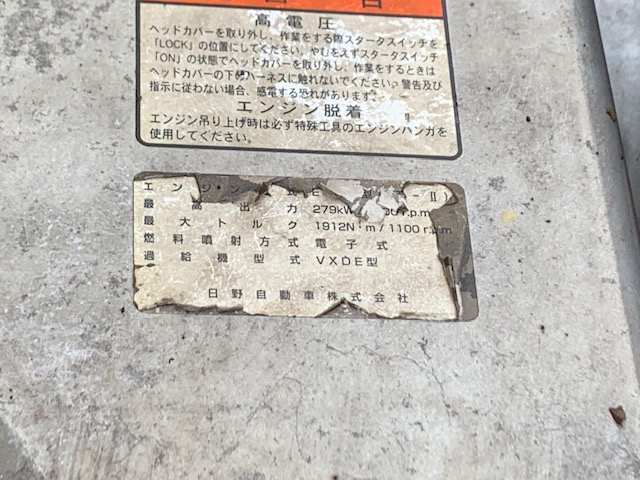 高電圧
ヘッドカバーを取り外し、作業をする際スタータスイッチを
「LOCK」の位置にしてください。やむをえずスタータスイッチ
「ON」の状態でヘッドカバーを取り外し、作業をするときは
ヘッドカバーの下のハーネスに触れないでください。警告及び
指示に従わない場合、感電する恐れがあります。
エンジン脱着
エンジン吊り上げ時は必ず特殊工具のエンジンハンガを
使用してください。
エンジン E -Ⅱ)
最高出力 279kW r.p.m
最大トルク 1912N・m/1100r.p.m
燃料噴射方式 電子式
過給機型式 VXDE型
日野自動車株式会社